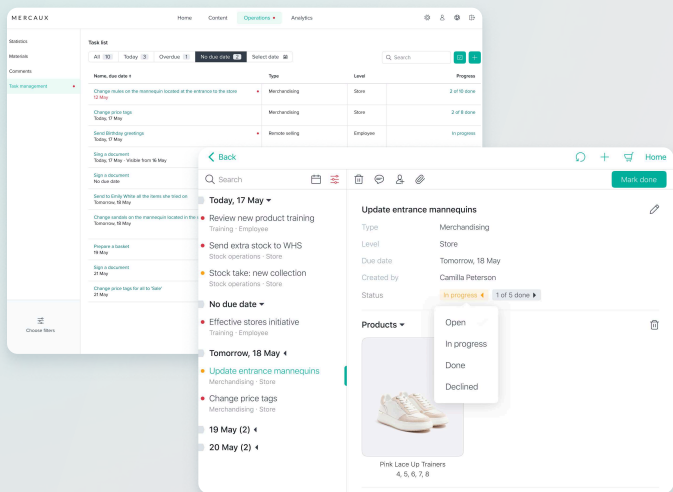 MERCAUX
Home Content Operations Analytics
Statistics
Materials
Comments
Task management
Choose filters
Task list
All 10 Today 3 Overdue 1 No due date 2 Select date
Search
Name, due date Type Level Progress
Change mules on the mannequin located at the entrance to the store Merchandising Store 2 of 10 done
12 May
Change price tags Merchandising Store 2 of 8 done
Today, 17 May
Send Birthday greetings Remote selling Employee In progress
Today, 17 May
Sing a document
Today, 17 May - Visible from 16 May
Sign a document
No due date
Send to Emily White all the items she tried on
Tomorrow, 18 May
Change sandals on the mannequin located in the
Tomorrow, 18 May
Prepare a basket
19 May
Sign a document
21 May
Change price tags for all to 'Sale'
21 May
Back
Home
Search
Mark done
Today, 17 May
Review new product training
Training · Employee
Send extra stock to WHS
Stock operations · Store
Stock take: new collection
Stock operations · Store
No due date
Effective stores initiative
Training · Employee
Tomorrow, 18 May
Update entrance mannequins
Merchandising · Store
Change price tags
Merchandising · Store
19 May (2)
20 May (2)
Update entrance mannequins
Type Merchandising
Level Store
Due date Tomorrow, 18 May
Created by Camilla Peterson
Status In progress 1 of 5 done
Open
In progress
Done
Declined
Products
Pink Lace Up Trainers
4, 5, 6, 7, 8